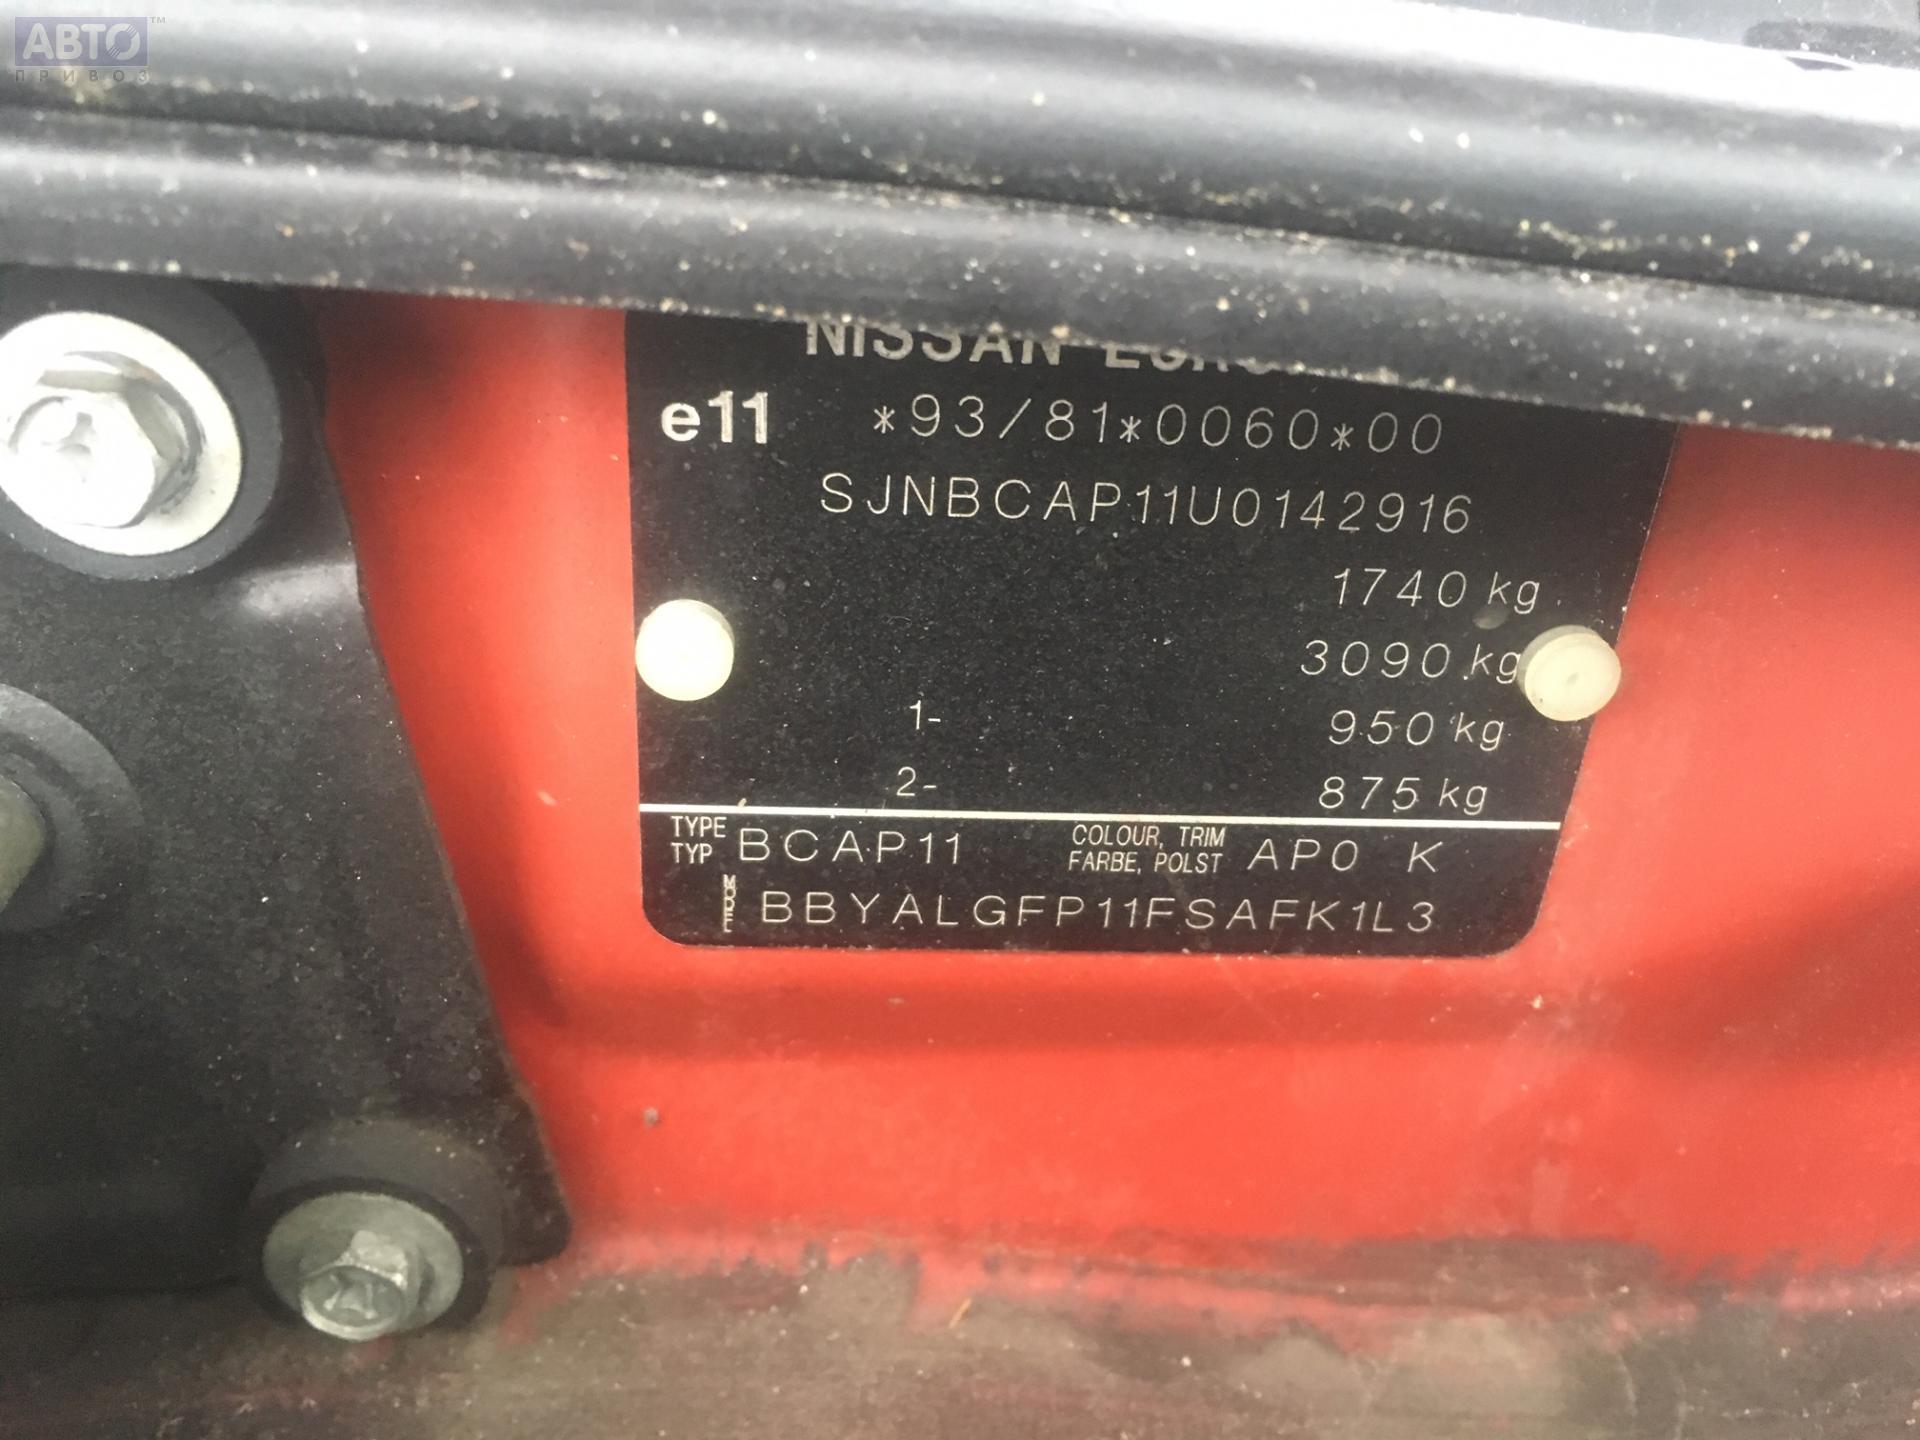 АВТО™
ПРИВОЗ
NISSAN
e11 *93/81*0060*00
SJNBCAP11U0142916
1740 kg
3090 kg
1- 950 kg
2- 875 kg
TYPE
TYP BCAP11
COLOUR, TRIM
FARBE, POLST AP0 K
BBYALGFP11FSAFK1L3